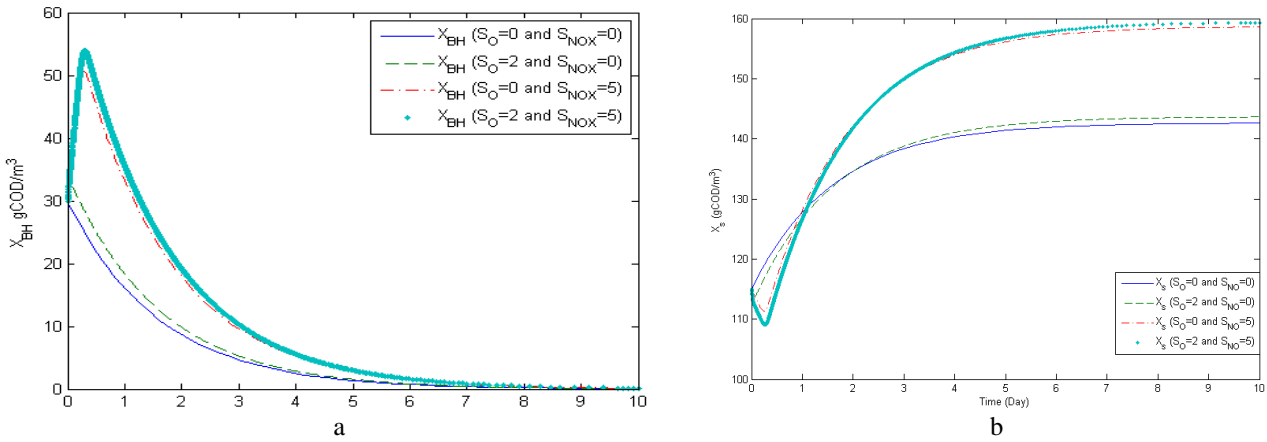 60
50
40
30
20
10
0
X_BH gCOD/m³
0 1 2 3 4 5 6 7 8 9 10
X_BH (S_O=0 and S_NOX=0)
X_BH (S_O=2 and S_NOX=0)
X_BH (S_O=0 and S_NOX=5)
X_BH (S_O=2 and S_NOX=5)
a
160
150
140
130
120
110
100
X_s (gCOD/m³)
0 1 2 3 4 5 6 7 8 9 10
Time (Day)
X_s (S_O=0 and S_NO=0)
X_s (S_O=2 and S_NO=0)
X_s (S_O=0 and S_NO=5)
X_s (S_O=2 and S_NO=5)
b